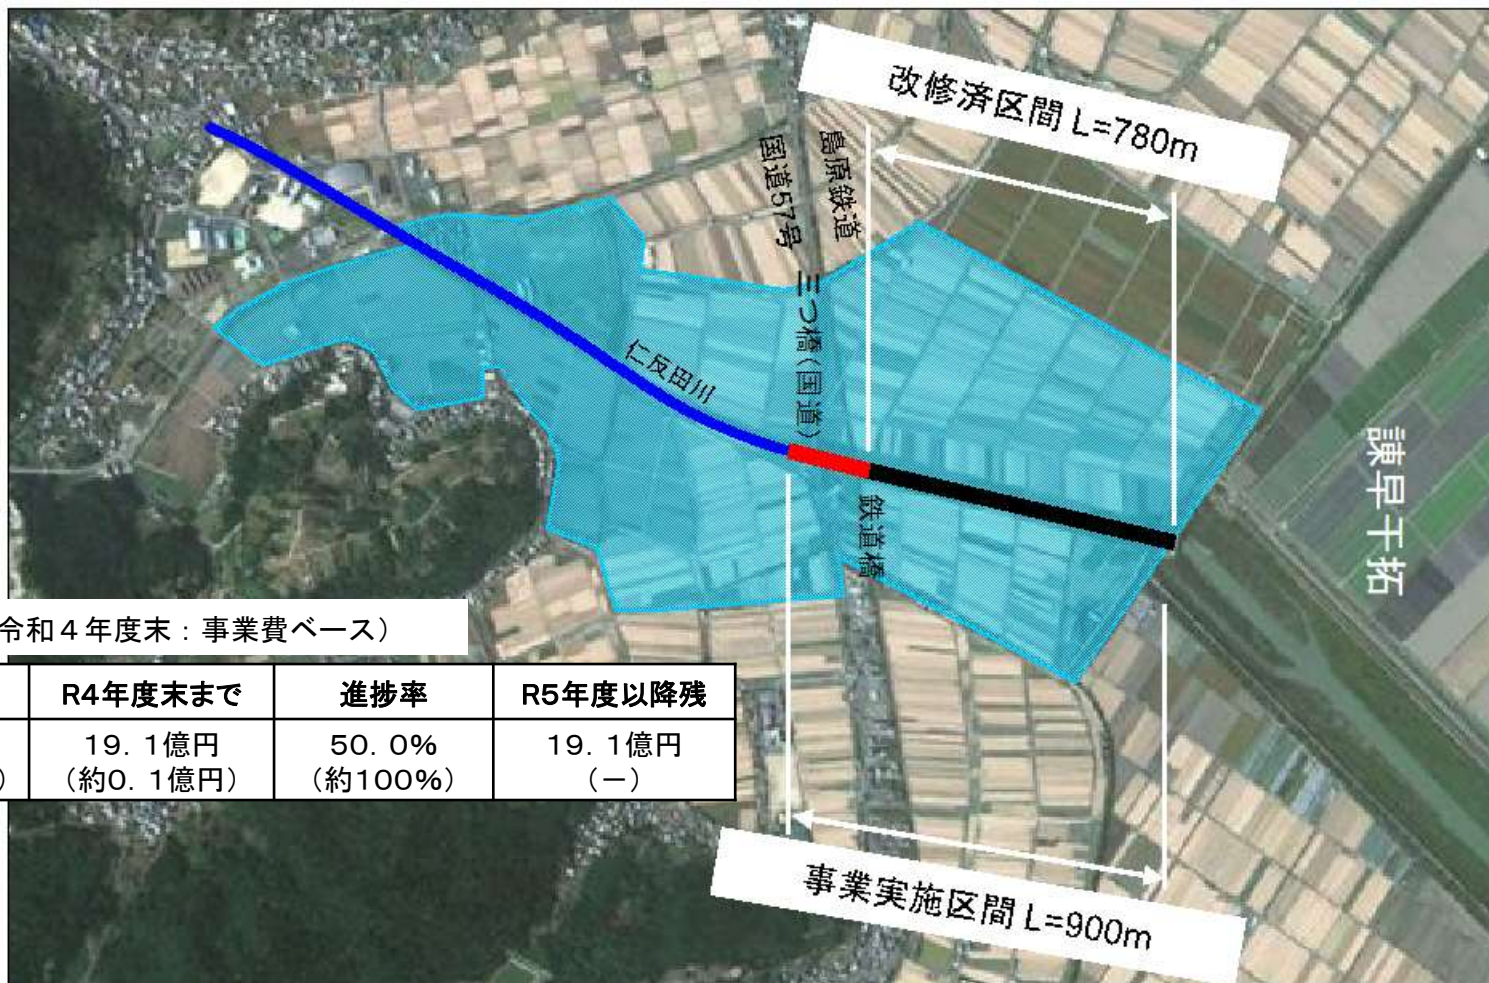 改修済区間 L=780m
島原鉄道
国道57号
三つ橋(国道)
仁反田川
鉄道橋
諫早干拓
令和４年度末：事業費ベース）
R4年度末まで 進捗率 R5年度以降残
19．1億円 50．0% 19．1億円
） （約0．1億円） （約100%） （－）
事業実施区間 L=900m